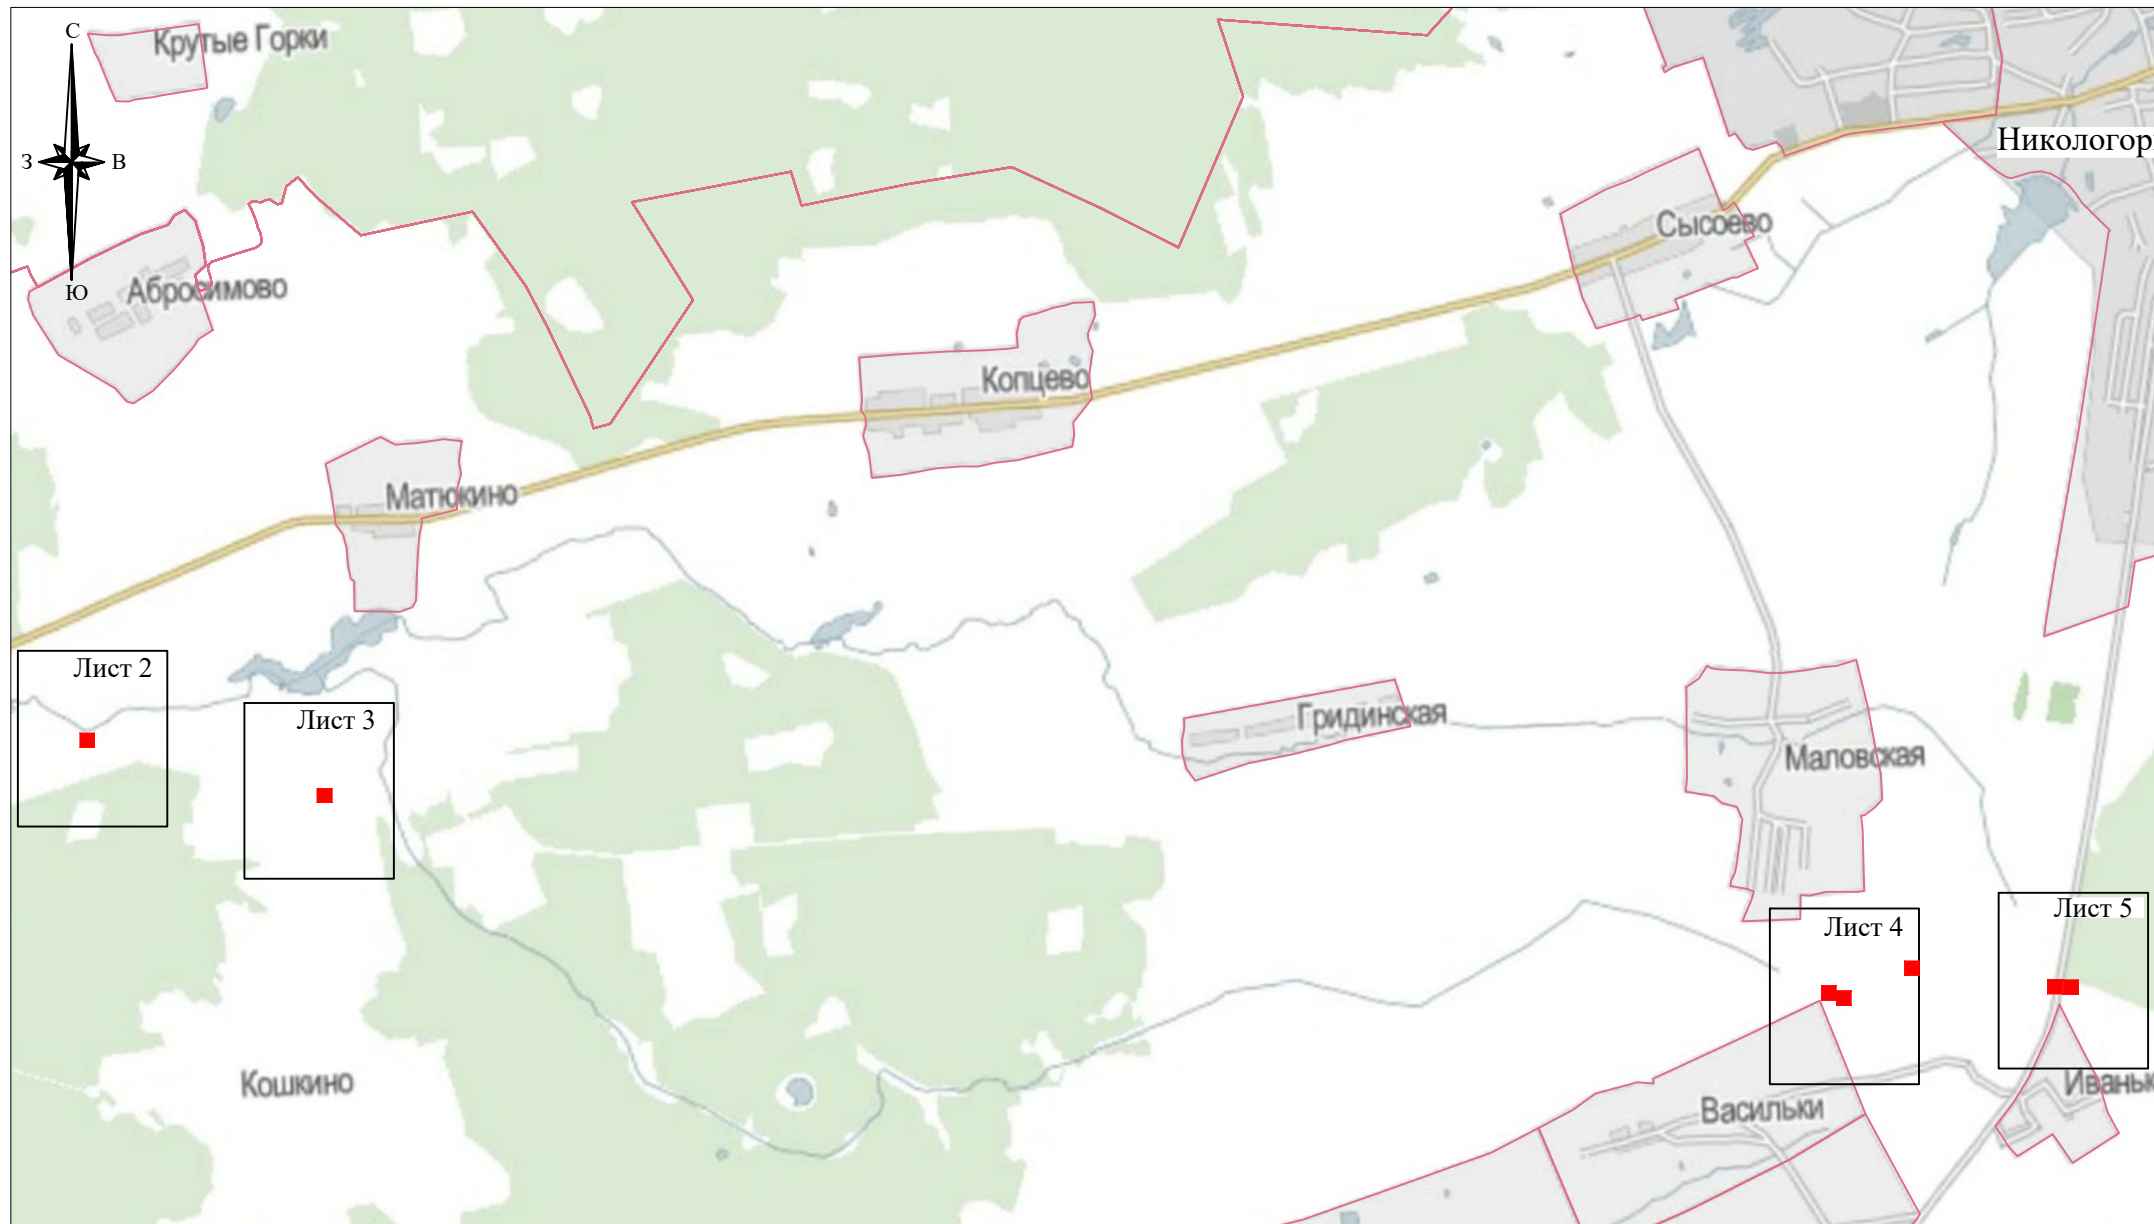 С
Крутые Горки
З
В
Никологор
Сысоево
Ю
Абросимово
Копцево
Матюкино
Лист 2
Лист 3
Гридинская
Маловская
Лист 4
Лист 5
Кошкино
Васильки
Иваньк